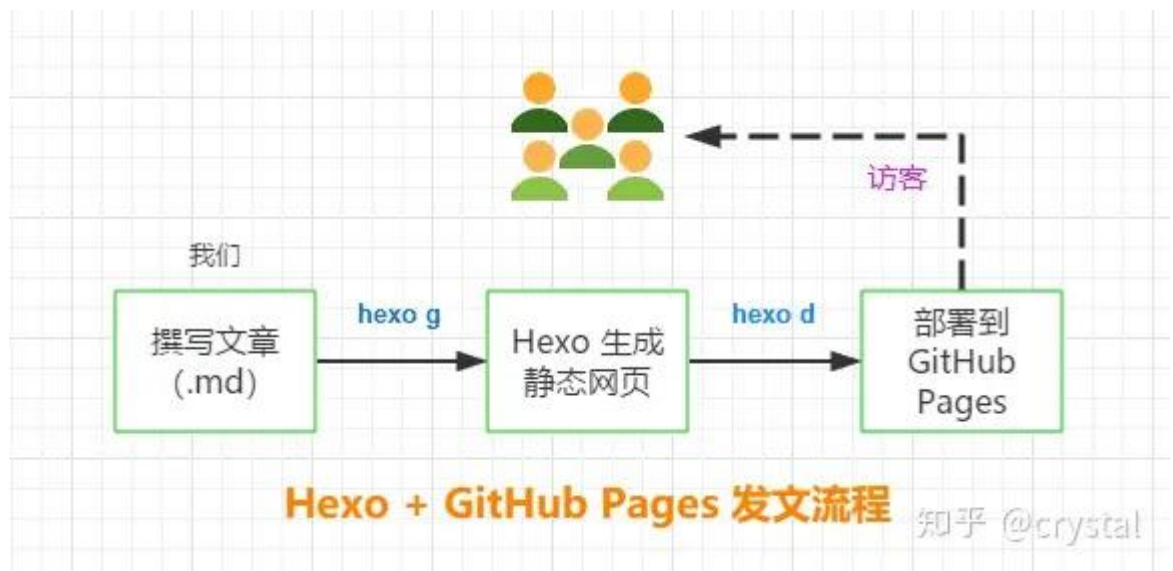 访客
我们
撰写文章
（.md）
hexo g
Hexo 生成
静态网页
hexo d
部署到
GitHub
Pages
Hexo + GitHub Pages 发文流程
知乎 @crystal